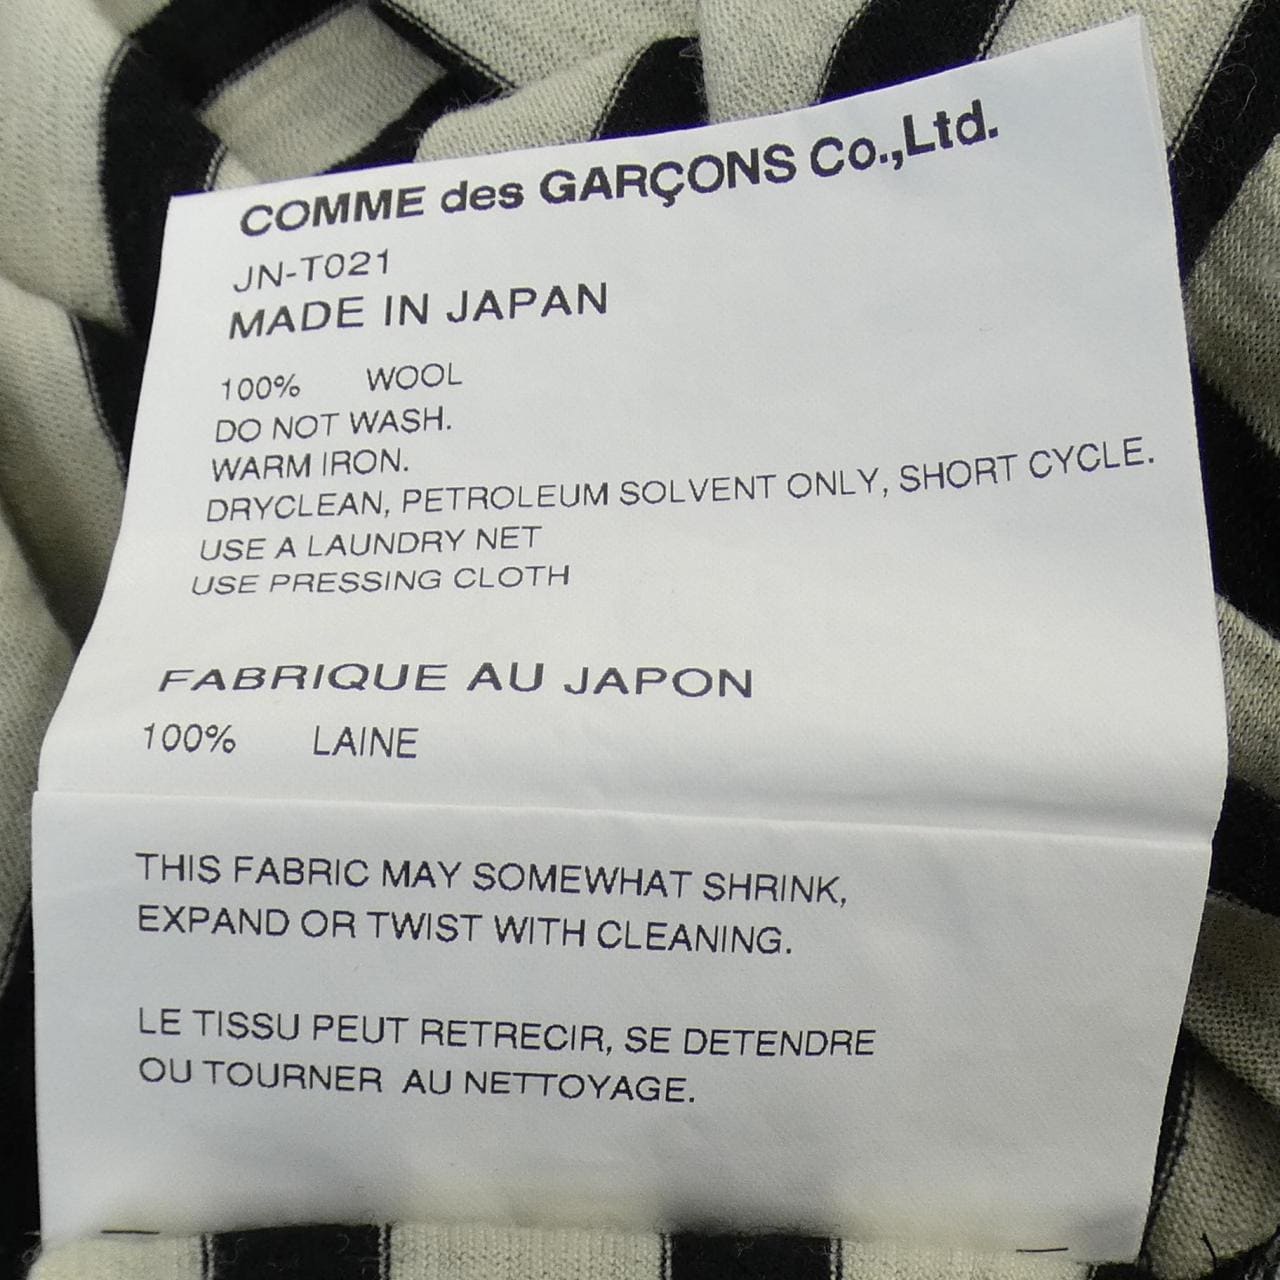 COMME des GARÇONS Co.,Ltd.
JN-T021
MADE IN JAPAN
100% WOOL
DO NOT WASH.
WARM IRON.
DRYCLEAN, PETROLEUM SOLVENT ONLY, SHORT CYCLE.
USE A LAUNDRY NET
USE PRESSING CLOTH
FABRIQUE AU JAPON
100% LAINE
THIS FABRIC MAY SOMEWHAT SHRINK,
EXPAND OR TWIST WITH CLEANING.
LE TISSU PEUT RETRECIR, SE DETENDRE
OU TOURNER AU NETTOYAGE.